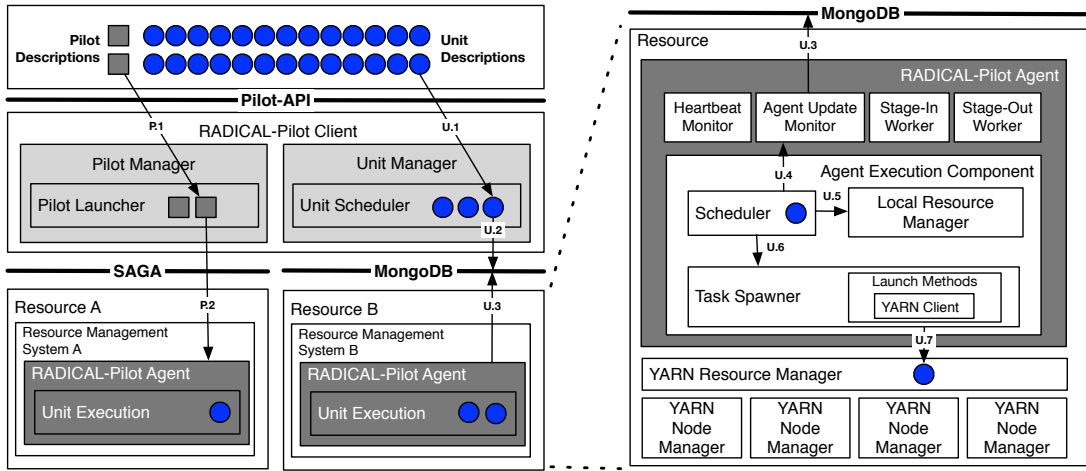 Pilot
Descriptions
Unit
Descriptions
Pilot-API
P.1
U.1
RADICAL-Pilot Client
Pilot Manager
Pilot Launcher
Unit Manager
Unit Scheduler
U.2
SAGA
MongoDB
P.2
U.3
Resource A
Resource Management
System A
RADICAL-Pilot Agent
Unit Execution
Resource B
Resource Management
System B
RADICAL-Pilot Agent
Unit Execution
MongoDB
U.3
Resource
RADICAL-Pilot Agent
Heartbeat
Monitor
Agent Update
Monitor
Stage-In
Worker
Stage-Out
Worker
U.4
Agent Execution Component
Scheduler
U.5
Local Resource
Manager
U.6
Task Spawner
Launch Methods
YARN Client
U.7
YARN Resource Manager
YARN
Node
Manager
YARN
Node
Manager
YARN
Node
Manager
YARN
Node
Manager